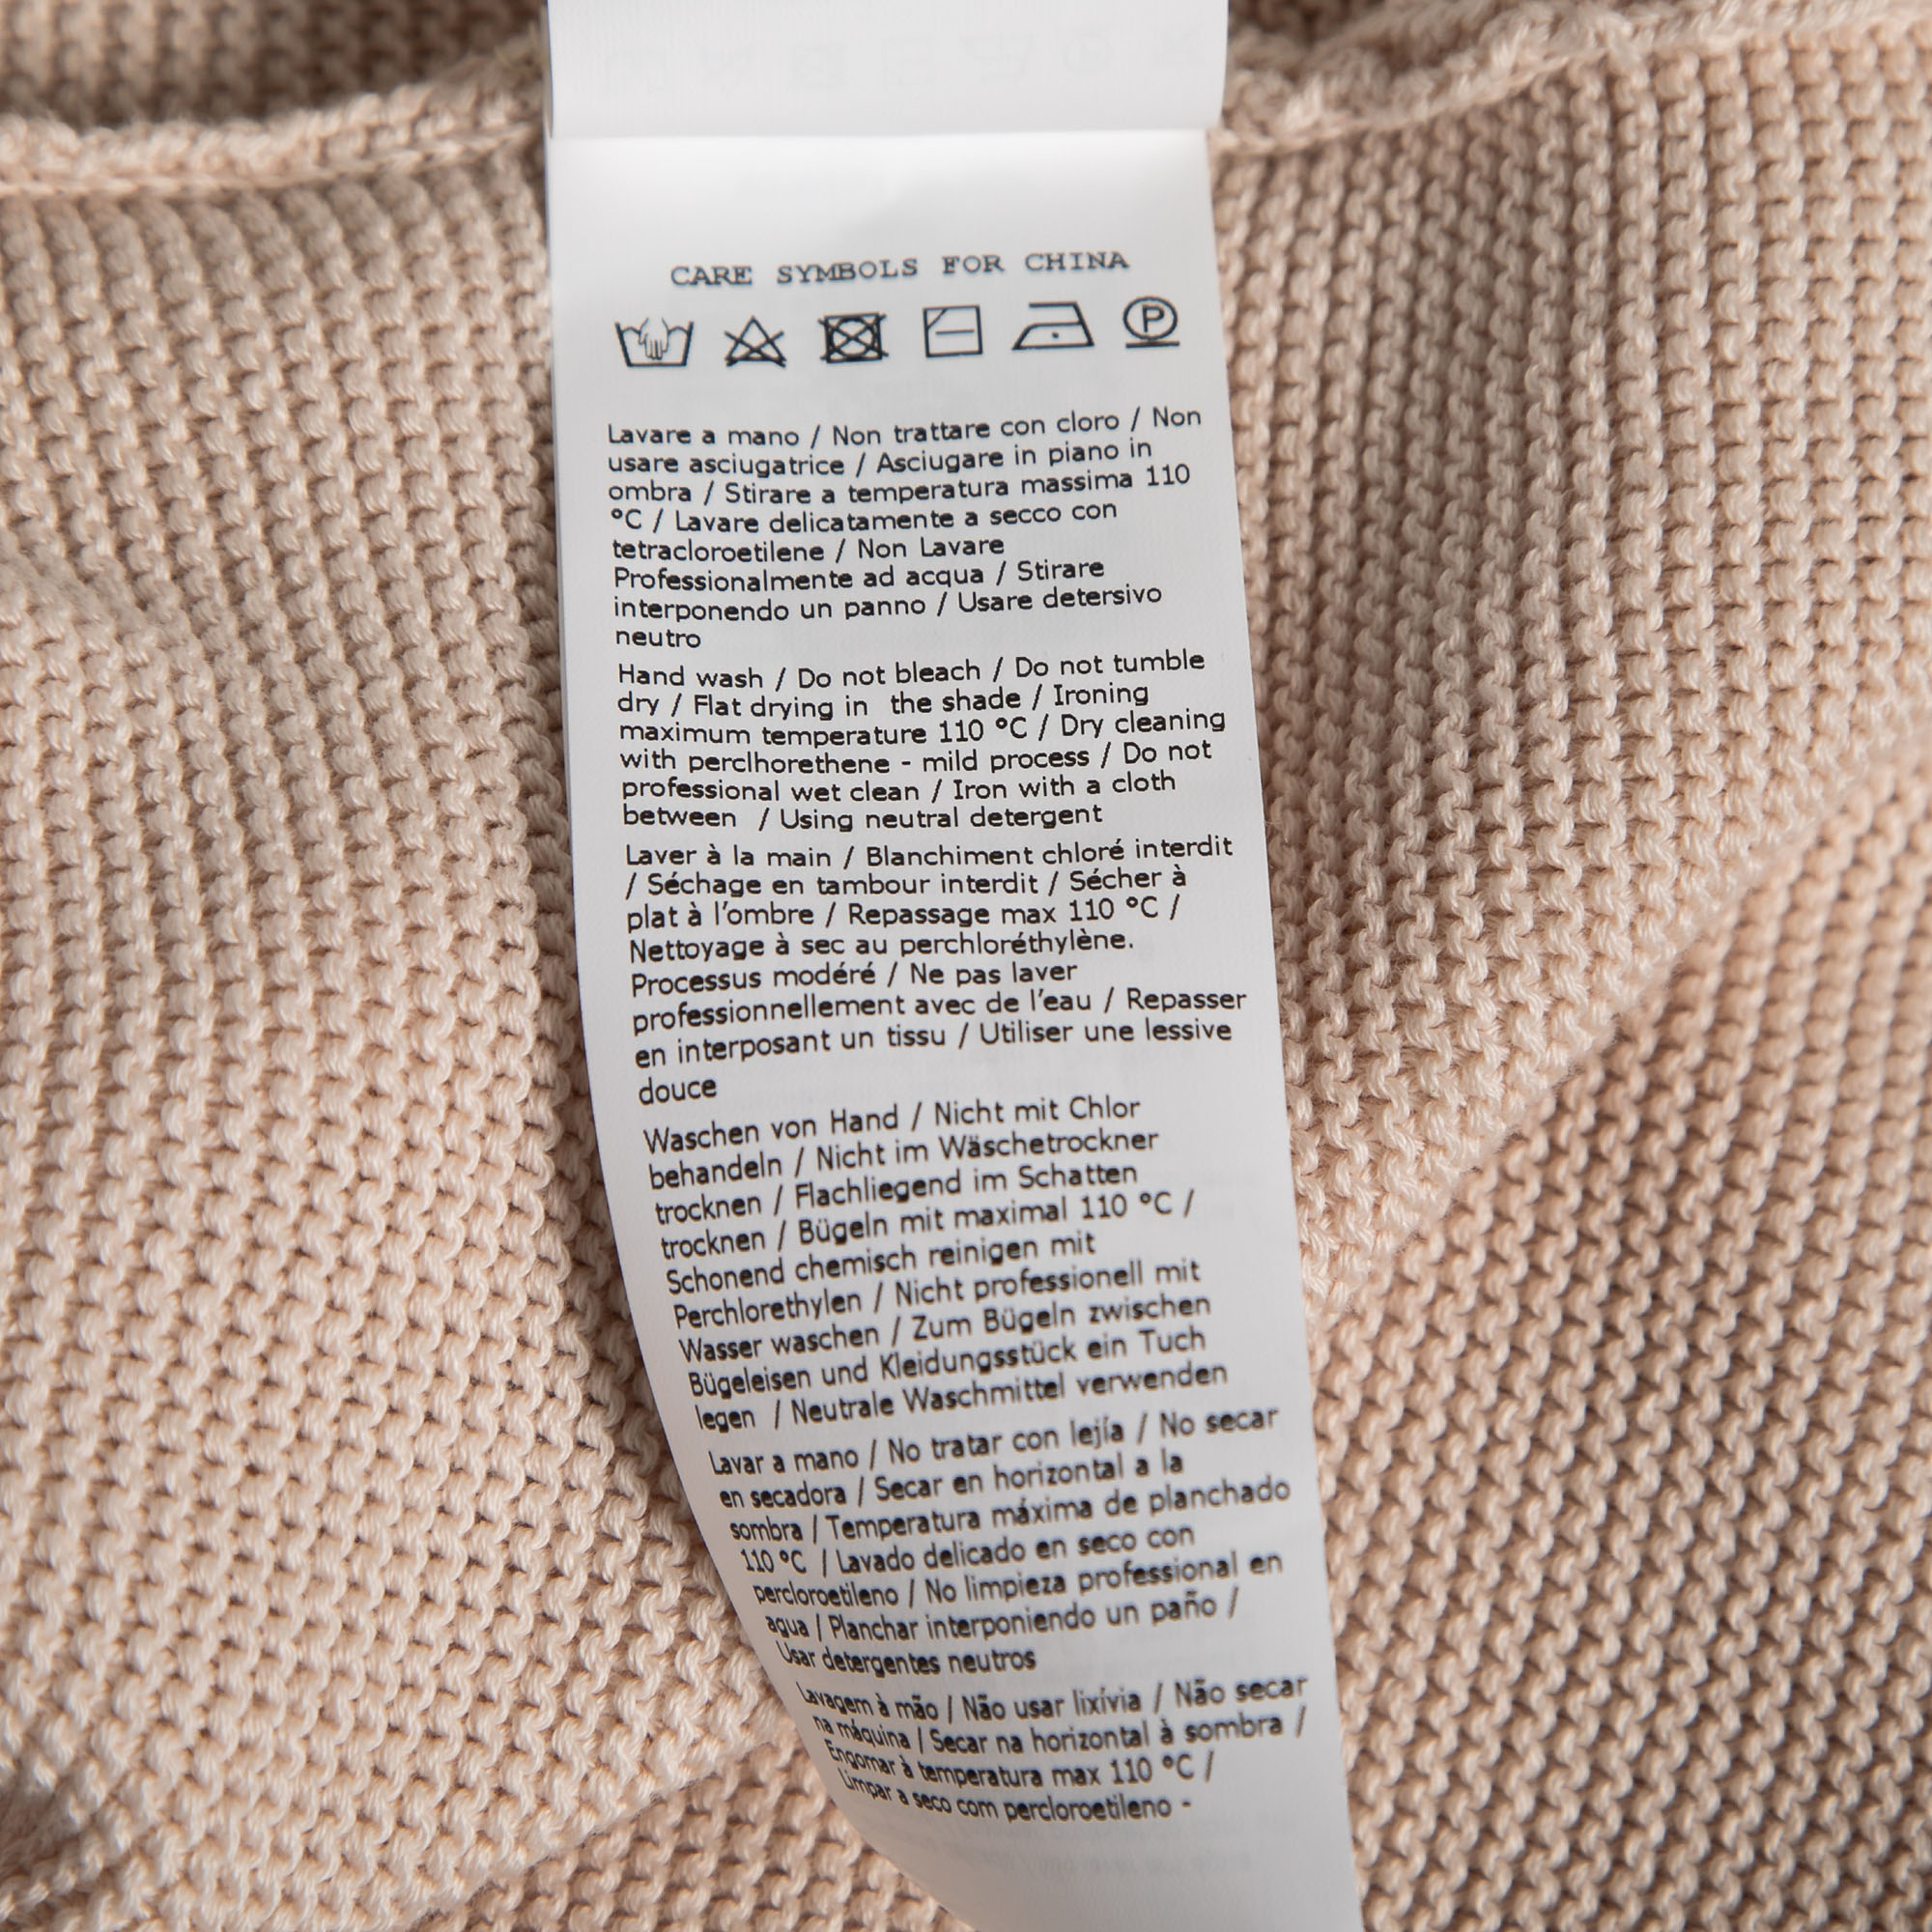 CARE SYMBOLS FOR CHINA
P
Lavare a mano / Non trattare con cloro / Non
usare asciugatrice / Asciugare in piano in
ombra / Stirare a temperatura massima 110
°C / Lavare delicatamente a secco con
tetracloroetilene / Non Lavare
Professionalmente ad acqua / Stirare
interponendo un panno / Usare detersivo
neutro
Hand wash / Do not bleach / Do not tumble
dry / Flat drying in  the shade / Ironing
maximum temperature 110 °C / Dry cleaning
with perclhorethene - mild process / Do not
professional wet clean / Iron with a cloth
between  / Using neutral detergent
Laver à la main / Blanchiment chloré interdit
/ Séchage en tambour interdit / Sécher à
plat à l'ombre / Repassage max 110 °C /
Nettoyage à sec au perchloréthylène.
Processus modéré / Ne pas laver
professionnellement avec de l'eau / Repasser
en interposant un tissu / Utiliser une lessive
douce
Waschen von Hand / Nicht mit Chlor
behandeln / Nicht im Wäschetrockner
trocknen / Flachliegend im Schatten
trocknen / Bügeln mit maximal 110 °C /
Schonend chemisch reinigen mit
Perchlorethylen / Nicht professionell mit
Wasser waschen / Zum Bügeln zwischen
Bügeleisen und Kleidungsstück ein Tuch
legen  / Neutrale Waschmittel verwenden
Lavar a mano / No tratar con lejía / No secar
en secadora / Secar en horizontal a la
sombra / Temperatura máxima de planchado
110 °C  / Lavado delicado en seco con
percloroetileno / No limpieza professional en
agua / Planchar interponiendo un paño /
Usar detergentes neutros
Lavagem à mão / Não usar lixívia / Não secar
na máquina / Secar na horizontal à sombra /
Engomar à temperatura max 110 °C /
Limpar a seco com percloroetileno -